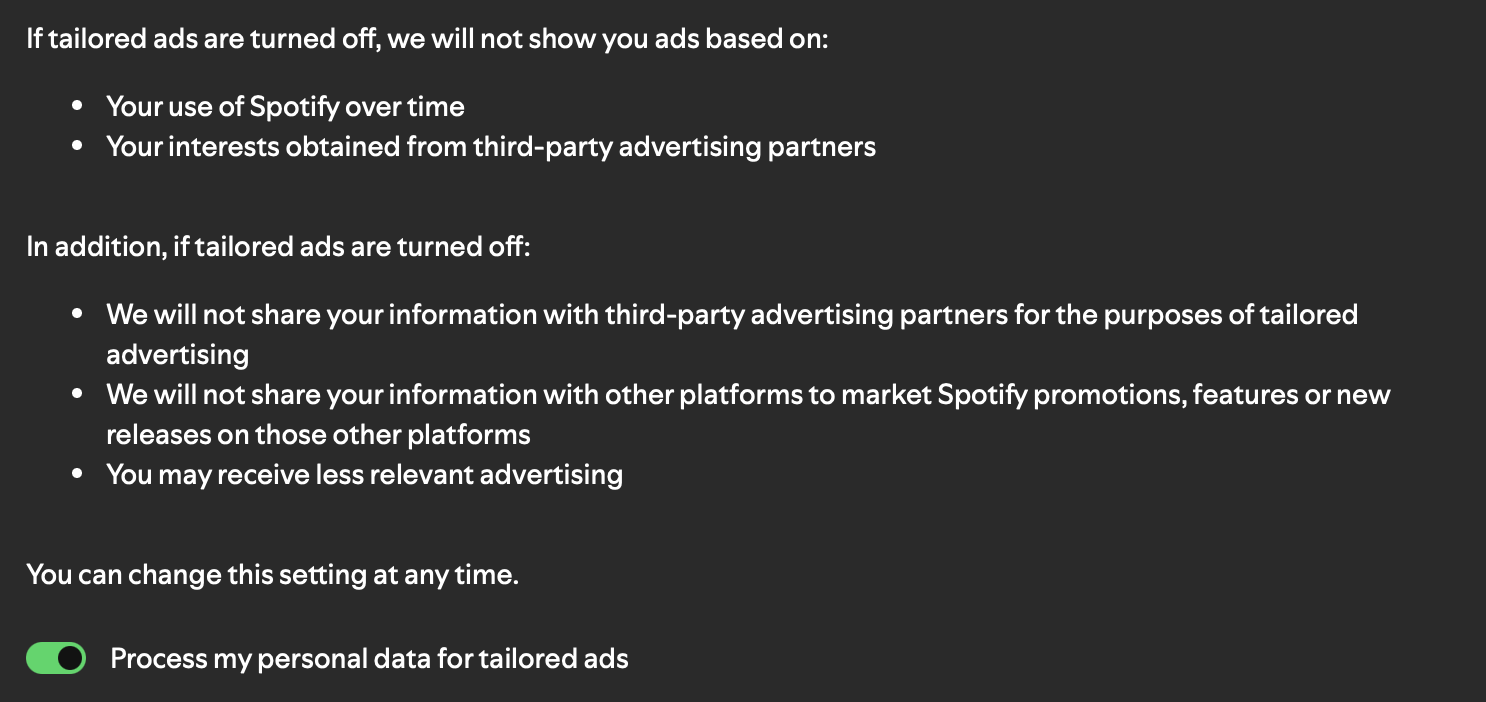 If tailored ads are turned off, we will not show you ads based on:
• Your use of Spotify over time
• Your interests obtained from third-party advertising partners
In addition, if tailored ads are turned off:
• We will not share your information with third-party advertising partners for the purposes of tailored
advertising
• We will not share your information with other platforms to market Spotify promotions, features or new
releases on those other platforms
• You may receive less relevant advertising
You can change this setting at any time.
Process my personal data for tailored ads